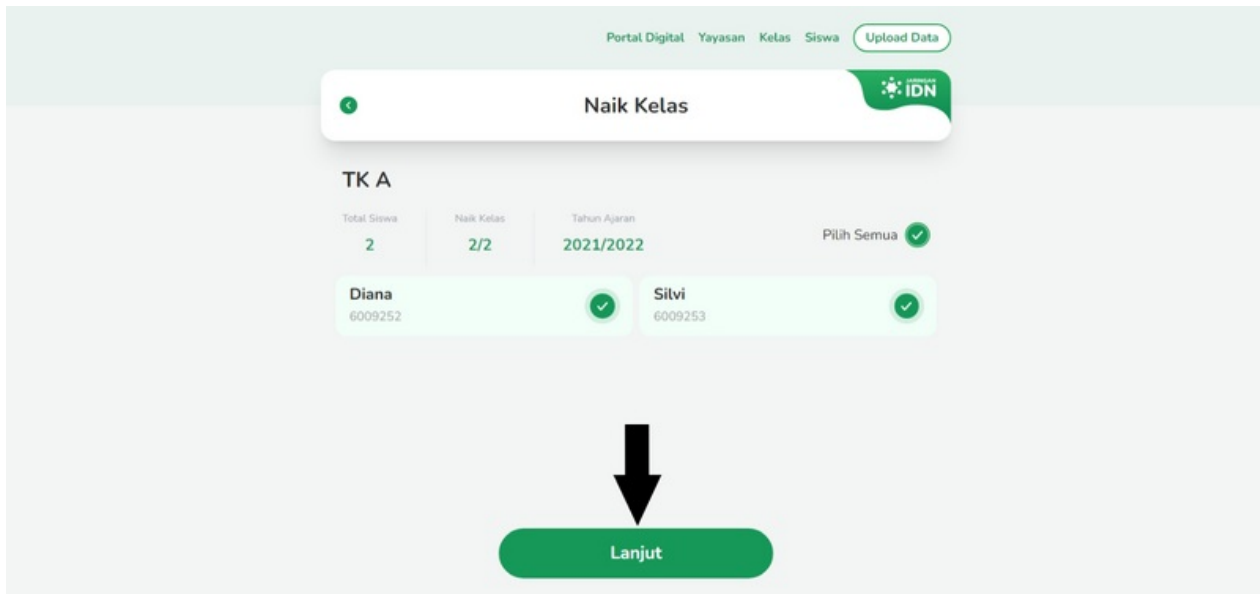 Portal Digital Yayasan Kelas Siswa Upload Data
JARINGAN
IDN
Naik Kelas
TK A
Total Siswa Naik Kelas Tahun Ajaran
2 2/2 2021/2022
Pilih Semua
Diana Silvi
6009252 6009253
Lanjut